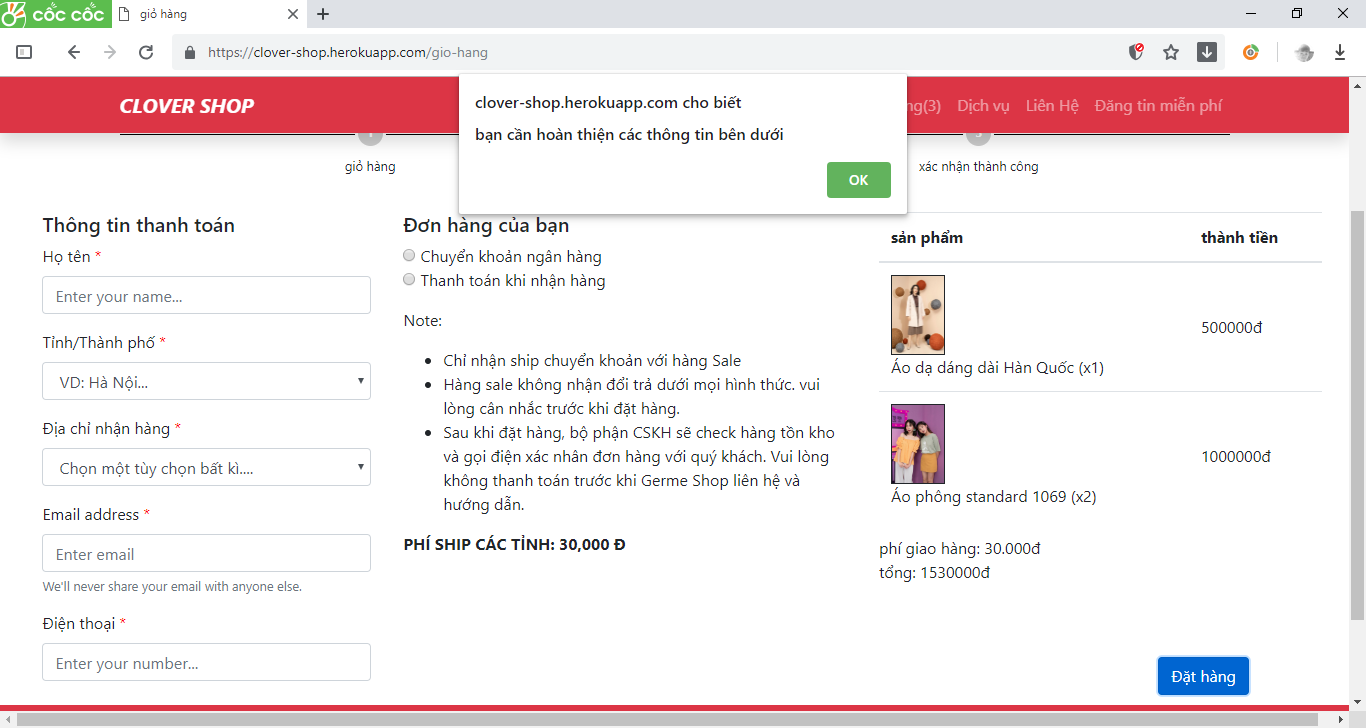 cốc cốc
giỏ hàng
https://clover-shop.herokuapp.com/gio-hang
CLOVER SHOP
ng(3) Dịch vụ Liên Hệ Đăng tin miễn phí
clover-shop.herokuapp.com cho biết
bạn cần hoàn thiện các thông tin bên dưới
OK
giỏ hàng
xác nhận thành công
Thông tin thanh toán
Họ tên *
Enter your name...
Tỉnh/Thành phố *
VD: Hà Nội...
Địa chỉ nhận hàng *
Chọn một tùy chọn bất kì....
Email address *
Enter email
We'll never share your email with anyone else.
Điện thoại *
Enter your number...
Đơn hàng của bạn
Chuyển khoản ngân hàng
Thanh toán khi nhận hàng
Note:
Chỉ nhận ship chuyển khoản với hàng Sale
Hàng sale không nhận đổi trả dưới mọi hình thức. vui
lòng cân nhắc trước khi đặt hàng.
Sau khi đặt hàng, bộ phận CSKH sẽ check hàng tồn kho
và gọi điện xác nhân đơn hàng với quý khách. Vui lòng
không thanh toán trước khi Germe Shop liên hệ và
hướng dẫn.
PHÍ SHIP CÁC TỈNH: 30,000 Đ
sản phẩm thành tiền
500000đ
Áo dạ dáng dài Hàn Quốc (x1)
1000000đ
Áo phông standard 1069 (x2)
phí giao hàng: 30.000đ
tổng: 1530000đ
Đặt hàng